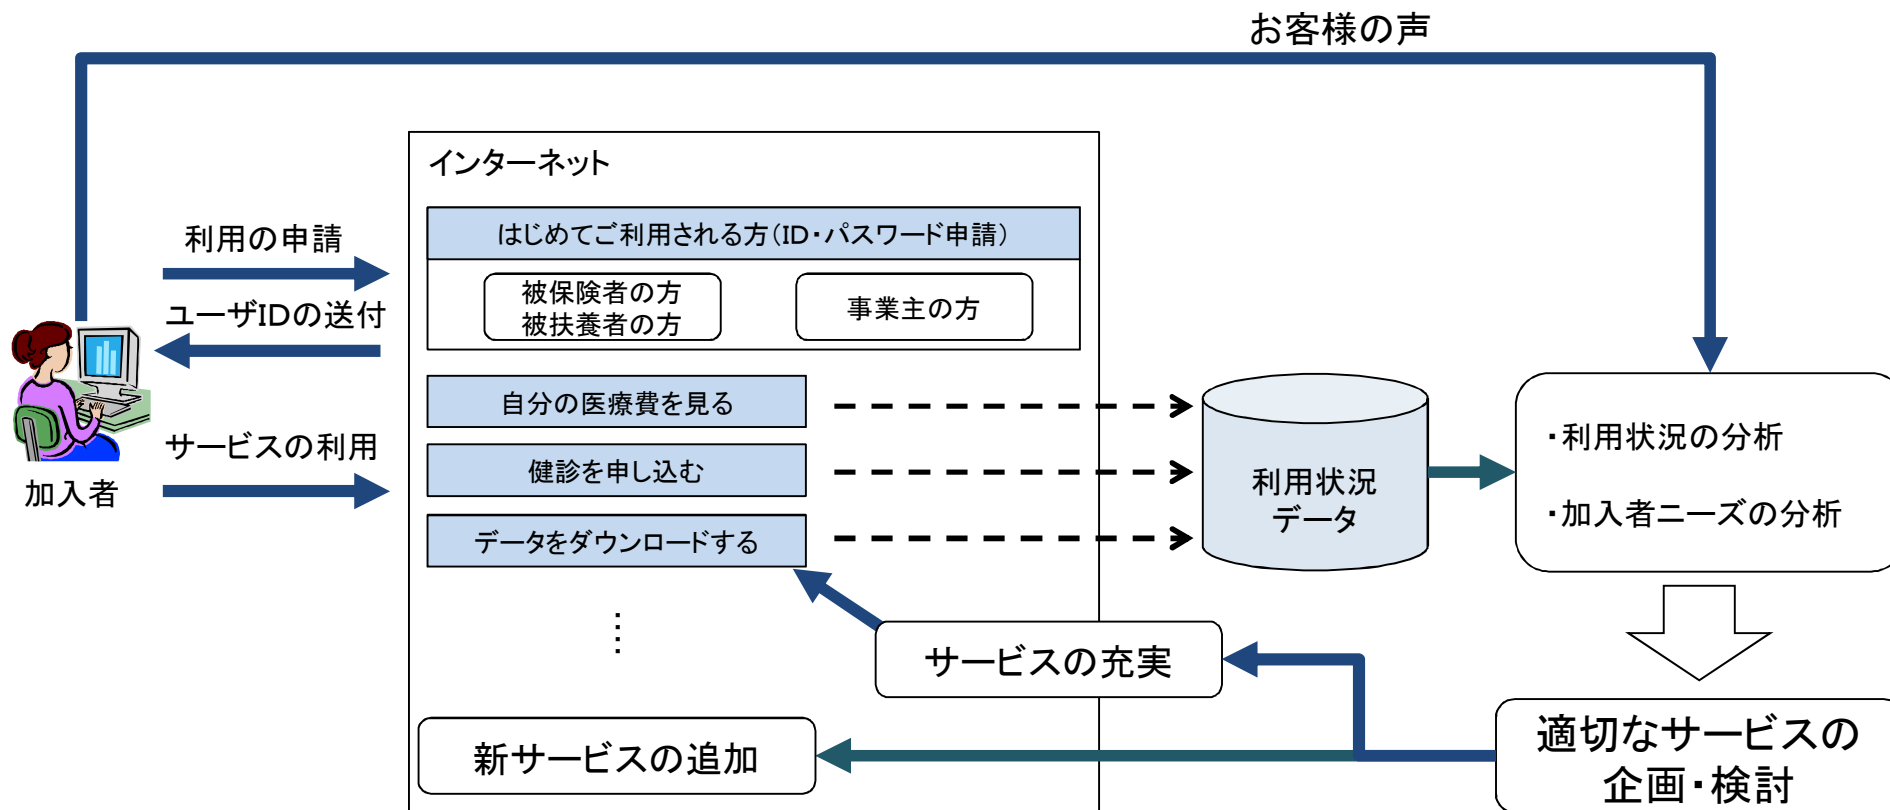 お客様の声
インターネット
はじめてご利用される方(ID・パスワード申請)
利用の申請
被保険者の方
被扶養者の方
事業主の方
ユーザIDの送付
自分の医療費を見る
サービスの利用
健診を申し込む
加入者
データをダウンロードする
利用状況
データ
・利用状況の分析
・加入者ニーズの分析
⋮
サービスの充実
新サービスの追加
適切なサービスの
企画・検討